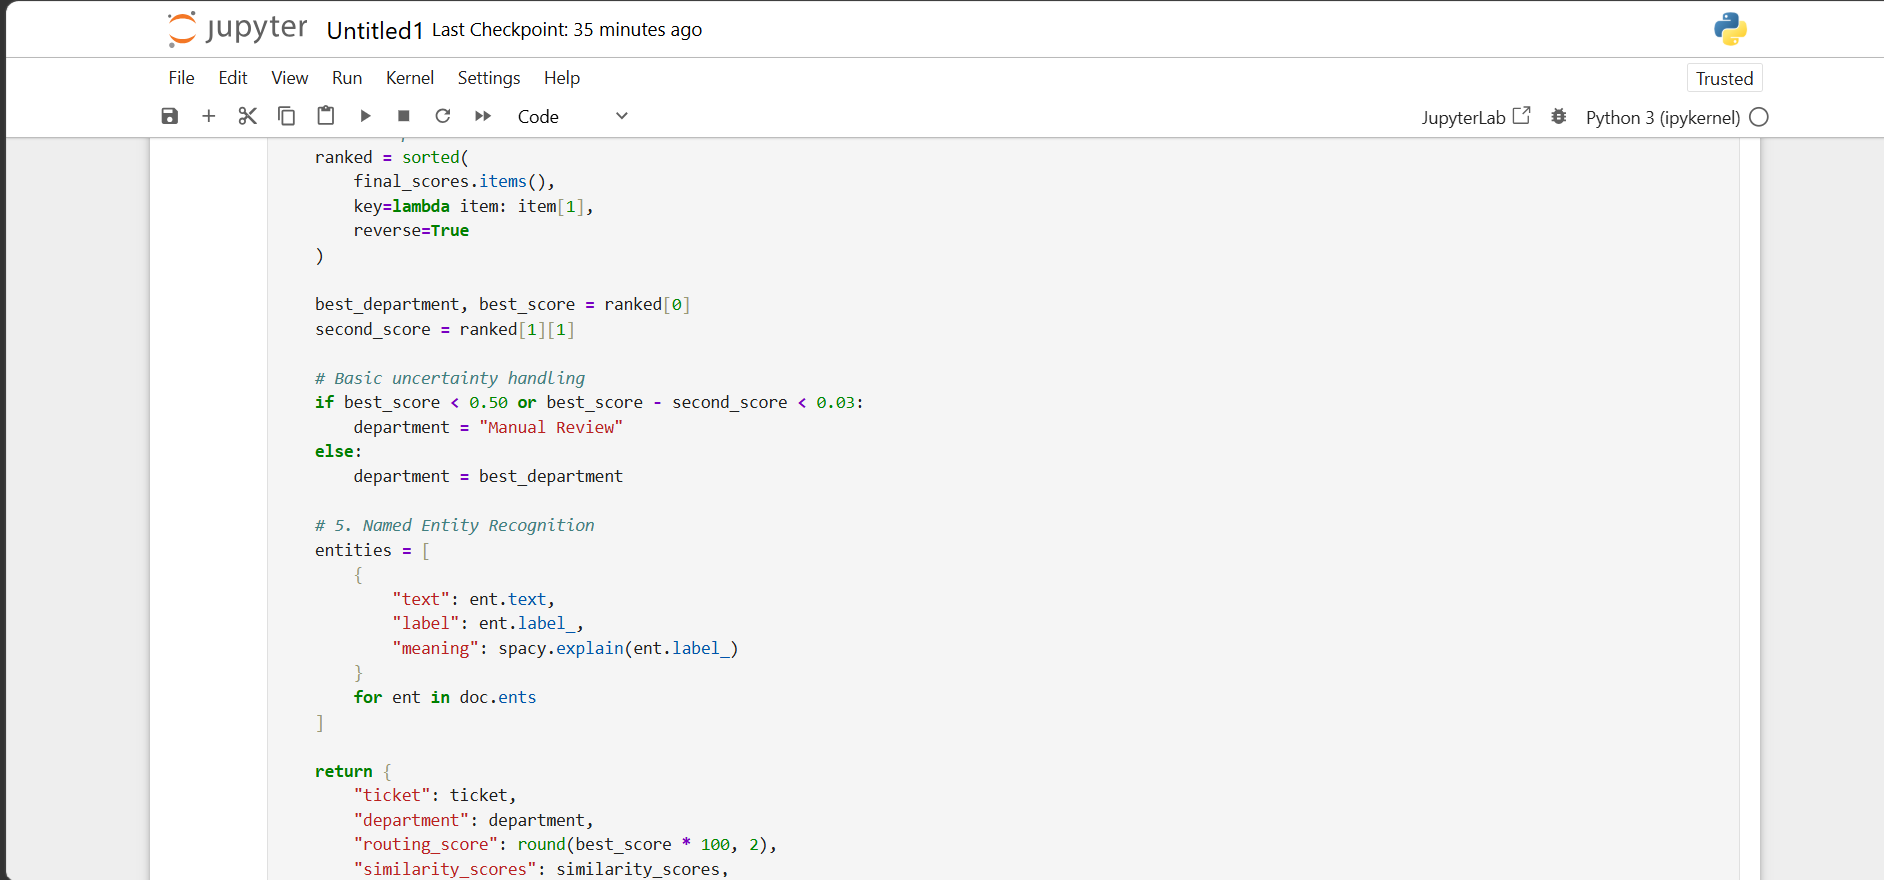 jupyter Untitled1 Last Checkpoint: 35 minutes ago
File Edit View Run Kernel Settings Help
Trusted
Code
JupyterLab
Python 3 (ipykernel)
ranked = sorted(
    final_scores.items(),
    key=lambda item: item[1],
    reverse=True
)
best_department, best_score = ranked[0]
second_score = ranked[1][1]
# Basic uncertainty handling
if best_score < 0.50 or best_score - second_score < 0.03:
    department = "Manual Review"
else:
    department = best_department
# 5. Named Entity Recognition
entities = [
    {
        "text": ent.text,
        "label": ent.label_,
        "meaning": spacy.explain(ent.label_)
    }
    for ent in doc.ents
]
return {
    "ticket": ticket,
    "department": department,
    "routing_score": round(best_score * 100, 2),
    "similarity_scores": similarity_scores,